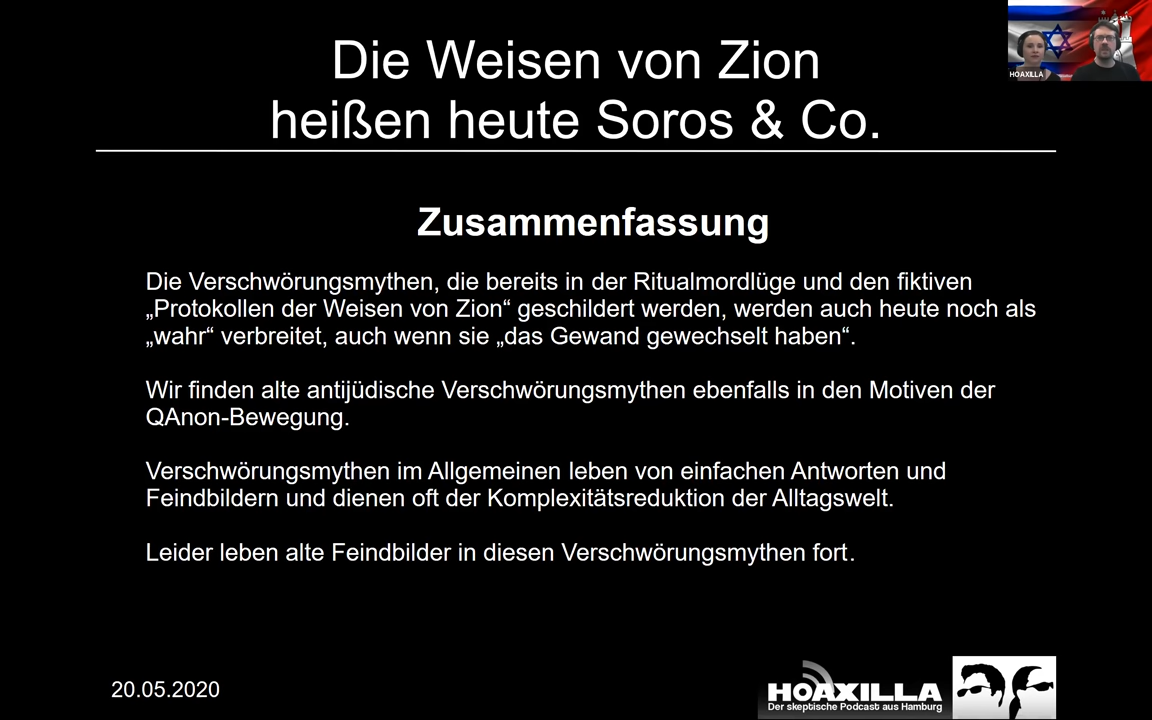 Die Weisen von Zion
heißen heute Soros & Co.
HOAXILLA
Zusammenfassung
Die Verschwörungsmythen, die bereits in der Ritualmordlüge und den fiktiven
„Protokollen der Weisen von Zion“ geschildert werden, werden auch heute noch als
„wahr“ verbreitet, auch wenn sie „das Gewand gewechselt haben“.
Wir finden alte antijüdische Verschwörungsmythen ebenfalls in den Motiven der
QAnon-Bewegung.
Verschwörungsmythen im Allgemeinen leben von einfachen Antworten und
Feindbildern und dienen oft der Komplexitätsreduktion der Alltagswelt.
Leider leben alte Feindbilder in diesen Verschwörungsmythen fort.
20.05.2020
HOAXILLA
Der skeptische Podcast aus Hamburg